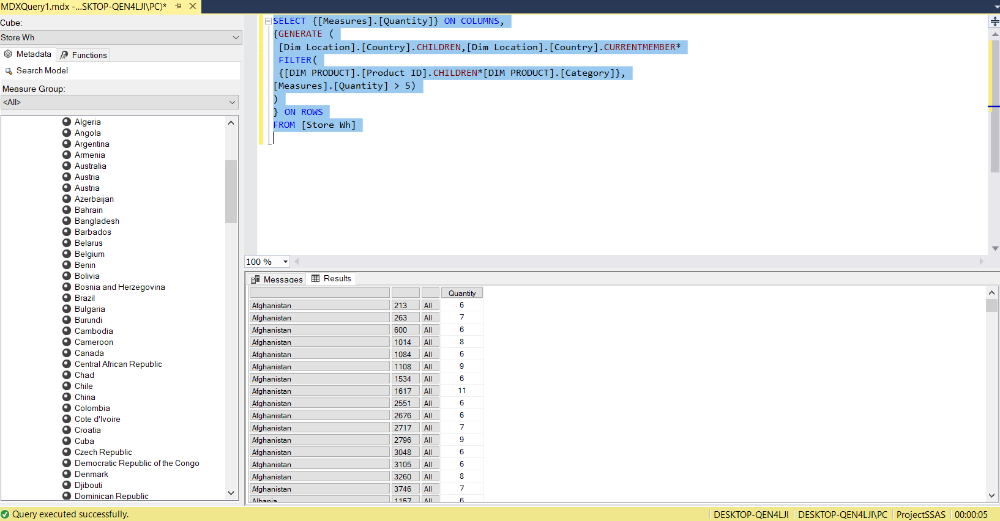 MDXQuery1.mdx -...SKTOP-QEN4LJI\PC)*
Cube:
Store Wh
Metadata
Functions
Search Model
Measure Group:
<All>
Algeria
Angola
Argentina
Armenia
Australia
Austria
Austria
Azerbaijan
Bahrain
Bangladesh
Barbados
Belarus
Belgium
Benin
Bolivia
Bosnia and Herzegovina
Brazil
Bulgaria
Burundi
Cambodia
Cameroon
Canada
Central African Republic
Chad
Chile
China
Colombia
Cote d'Ivoire
Croatia
Cuba
Czech Republic
Democratic Republic of the Congo
Denmark
Djibouti
Dominican Republic
SELECT {[Measures].[Quantity]} ON COLUMNS,
{GENERATE (
[Dim Location].[Country].CHILDREN,[Dim Location].[Country].CURRENTMEMBER*
FILTER(
{[DIM PRODUCT].[Product ID].CHILDREN*[DIM PRODUCT].[Category]},
[Measures].[Quantity] > 5)
)
} ON ROWS
FROM [Store Wh]
100 %
Messages
Results
Quantity
Afghanistan 213 All 6
Afghanistan 263 All 7
Afghanistan 600 All 6
Afghanistan 1014 All 8
Afghanistan 1084 All 6
Afghanistan 1108 All 9
Afghanistan 1534 All 6
Afghanistan 1617 All 11
Afghanistan 2551 All 6
Afghanistan 2676 All 6
Afghanistan 2717 All 7
Afghanistan 2796 All 9
Afghanistan 3048 All 6
Afghanistan 3105 All 6
Afghanistan 3260 All 8
Afghanistan 3746 All 7
Albania 1157 All 6
Query executed successfully.
DESKTOP-QEN4LJI
DESKTOP-QEN4LJI\PC
ProjectSSAS
00:00:05